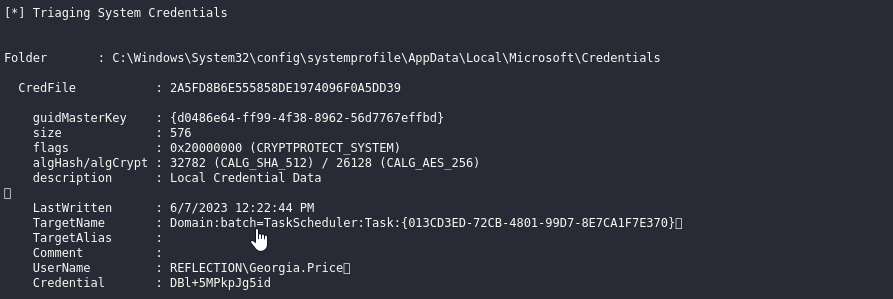 [*] Triaging System Credentials
Folder : C:\Windows\System32\config\systemprofile\AppData\Local\Microsoft\Credentials
CredFile : 2A5FD8B6E555858DE1974096F0A5DD39
guidMasterKey : {d0486e64-ff99-4f38-8962-56d7767effbd}
size : 576
flags : 0x20000000 (CRYPTPROTECT_SYSTEM)
algHash/algCrypt : 32782 (CALG_SHA_512) / 26128 (CALG_AES_256)
description : Local Credential Data
LastWritten : 6/7/2023 12:22:44 PM
TargetName : Domain:batch=TaskScheduler:Task:{013CD3ED-72CB-4801-99D7-8E7CA1F7E370}
TargetAlias :
Comment :
UserName : REFLECTION\Georgia.Price
Credential : DBl+5MPkpJg5id